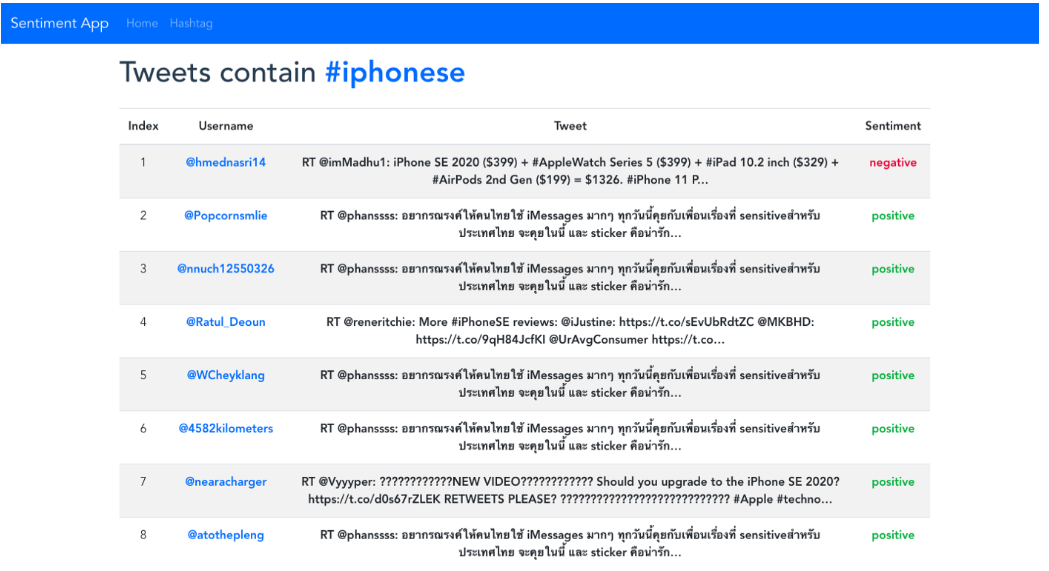 Sentiment App Home Hashtag
Tweets contain #iphonese
Index Username Tweet Sentiment
1 @hmednasri14 RT @imMadhu1: iPhone SE 2020 ($399) + #AppleWatch Series 5 ($399) + #iPad 10.2 inch ($329) + negative
#AirPods 2nd Gen ($199) = $1326. #iPhone 11 P...
2 @Popcornsmlie RT @phanssss: อยากรณรงค์ให้คนไทยใช้ iMessages มากๆ ทุกวันนี้คุยกับเพื่อนเรื่องที่ sensitiveสำหรับ positive
ประเทศไทย จะคุยในนี้ และ sticker คือน่ารัก...
3 @nnuch12550326 RT @phanssss: อยากรณรงค์ให้คนไทยใช้ iMessages มากๆ ทุกวันนี้คุยกับเพื่อนเรื่องที่ sensitiveสำหรับ positive
ประเทศไทย จะคุยในนี้ และ sticker คือน่ารัก...
4 @Ratul_Deoun RT @reneritchie: More #iPhoneSE reviews: @iJustine: https://t.co/sEvUbRdtZC @MKBHD: positive
https://t.co/9qH84JcfKI @UrAvgConsumer https://t.co...
5 @WCheyklang RT @phanssss: อยากรณรงค์ให้คนไทยใช้ iMessages มากๆ ทุกวันนี้คุยกับเพื่อนเรื่องที่ sensitiveสำหรับ positive
ประเทศไทย จะคุยในนี้ และ sticker คือน่ารัก...
6 @4582kilometers RT @phanssss: อยากรณรงค์ให้คนไทยใช้ iMessages มากๆ ทุกวันนี้คุยกับเพื่อนเรื่องที่ sensitiveสำหรับ positive
ประเทศไทย จะคุยในนี้ และ sticker คือน่ารัก...
7 @nearacharger RT @Vyyyper: ????????????NEW VIDEO???????????? Should you upgrade to the iPhone SE 2020? positive
https://t.co/d0s67rZLEK RETWEETS PLEASE? ???????????????????????????? #Apple #techno...
8 @atothepleng RT @phanssss: อยากรณรงค์ให้คนไทยใช้ iMessages มากๆ ทุกวันนี้คุยกับเพื่อนเรื่องที่ sensitiveสำหรับ positive
ประเทศไทย จะคุยในนี้ และ sticker คือน่ารัก...